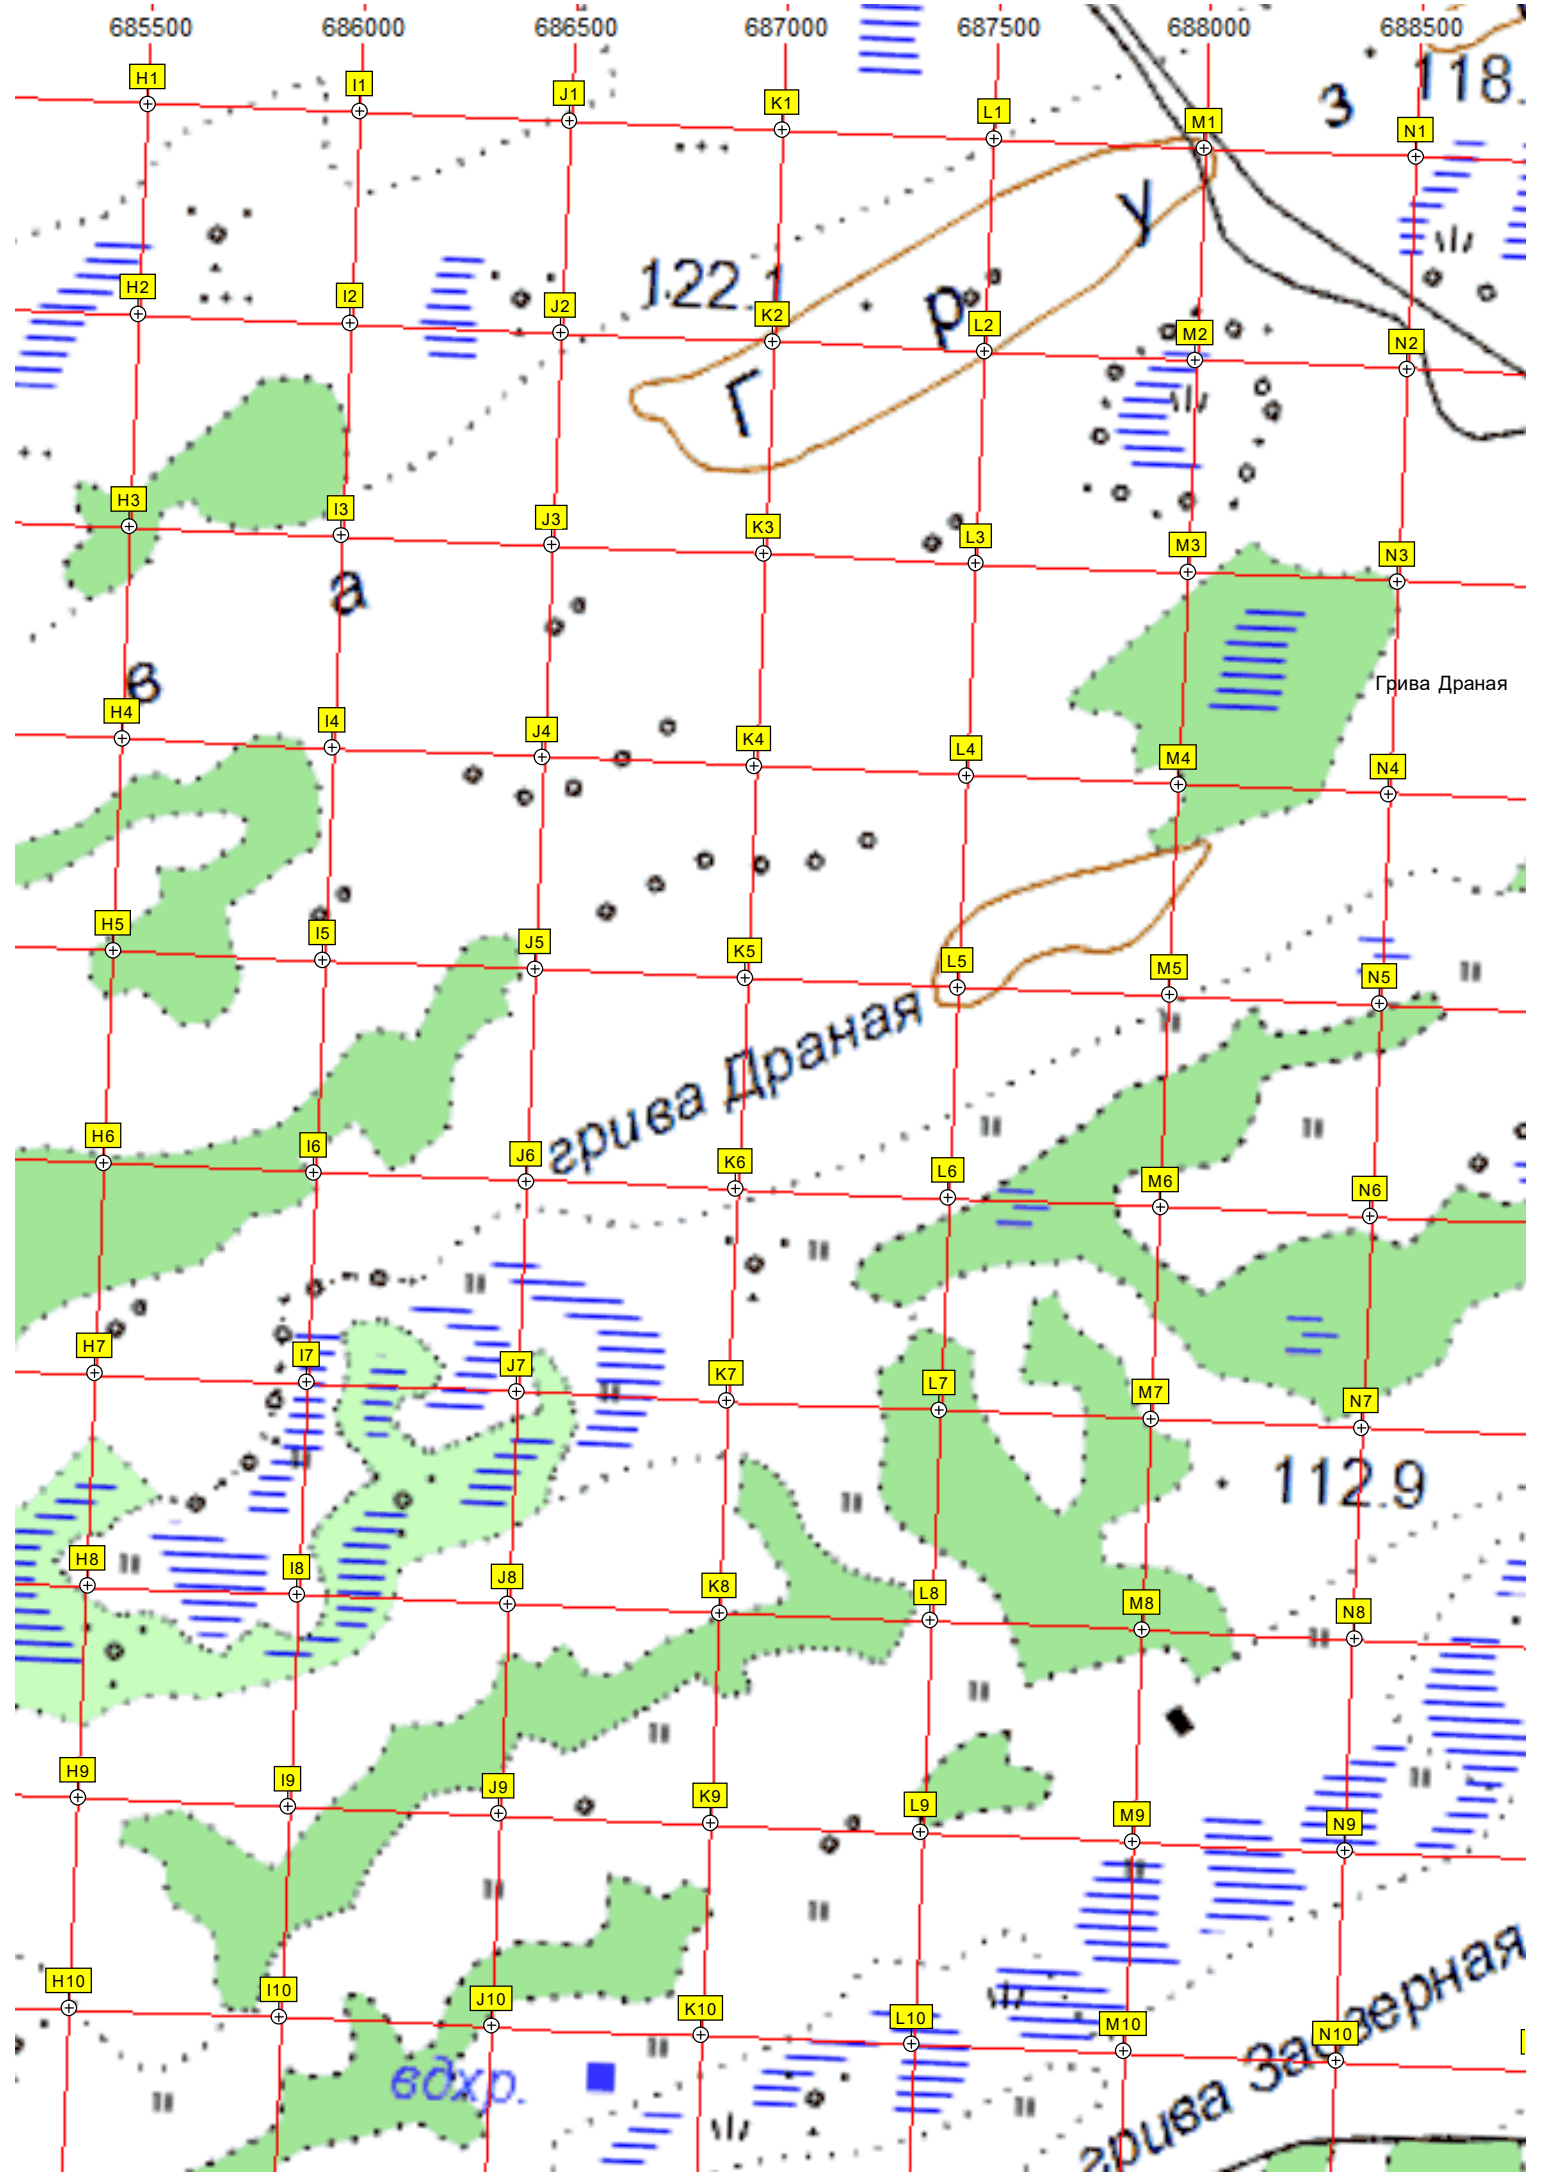 685500 686000 686500 687000 687500 688000 688500
118.
з
H1 I1 J1 K1 L1 M1 N1
у
122.1
р
H2 I2 J2 K2 L2 M2 N2
Г
H3 I3 J3 K3 L3 M3 N3
а
в
Грива Драная
H4 I4 J4 K4 L4 M4 N4
H5 I5 J5 K5 L5 M5 N5
грива Драная
H6 I6 J6 K6 L6 M6 N6
H7 I7 J7 K7 L7 M7 N7
112.9
H8 I8 J8 K8 L8 M8 N8
H9 I9 J9 K9 L9 M9 N9
H10 I10 J10 K10 L10 M10 N10
вдхр.
грива Заозерная